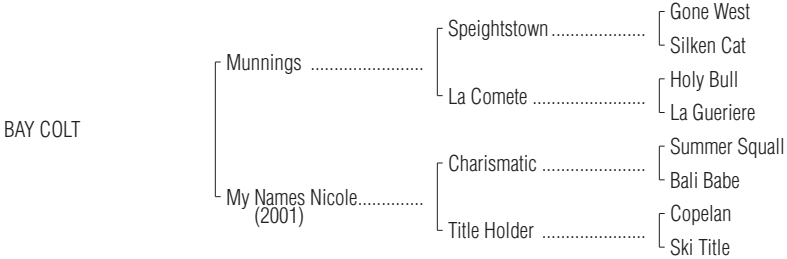 Gone West
Speightstown ......................
Silken Cat
Munnings ..........................
Holy Bull
La Comete ..........................
La Gueriere
BAY COLT
Summer Squall
Charismatic ........................
Bali Babe
My Names Nicole...............
(2001)
Copelan
Title Holder ........................
Ski Title